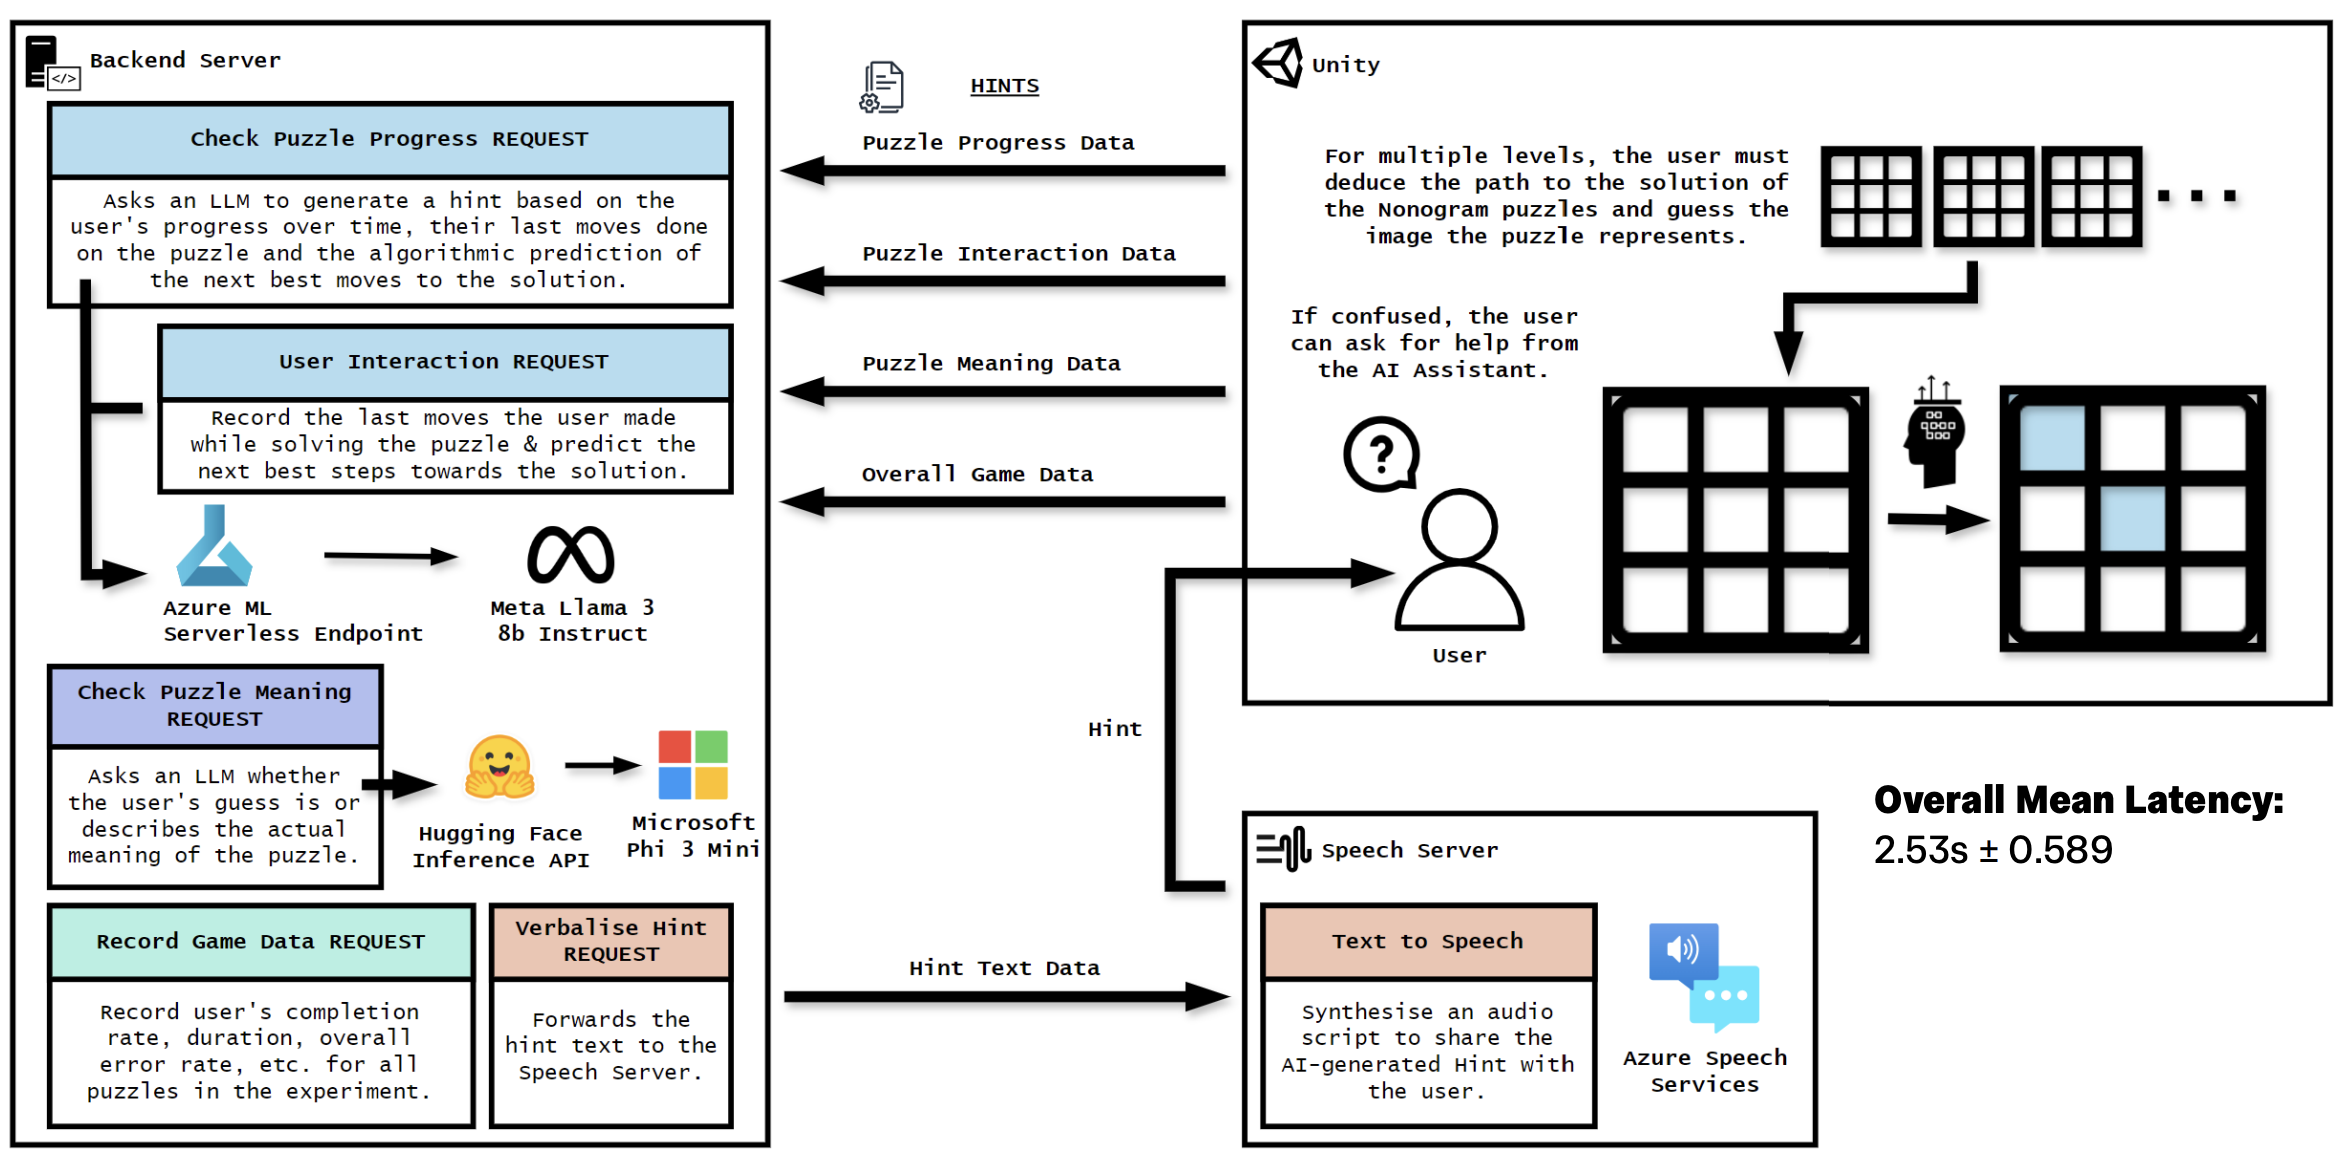 Backend Server
</>
Check Puzzle Progress REQUEST
Asks an LLM to generate a hint based on the
user's progress over time, their last moves done
on the puzzle and the algorithmic prediction of
the next best moves to the solution.
User Interaction REQUEST
Record the last moves the user made
while solving the puzzle & predict the
next best steps towards the solution.
Azure ML
Serverless Endpoint
Meta Llama 3
8b Instruct
Check Puzzle Meaning
REQUEST
Asks an LLM whether
the user's guess is or
describes the actual
meaning of the puzzle.
Hugging Face
Inference API
Microsoft
Phi 3 Mini
Record Game Data REQUEST
Record user's completion
rate, duration, overall
error rate, etc. for all
puzzles in the experiment.
Verbalise Hint
REQUEST
Forwards the
hint text to the
Speech Server.
HINTS
Puzzle Progress Data
Puzzle Interaction Data
Puzzle Meaning Data
Overall Game Data
Hint
Hint Text Data
Unity
For multiple levels, the user must
deduce the path to the solution of
the Nonogram puzzles and guess the
image the puzzle represents.
If confused, the user
can ask for help from
the AI Assistant.
?
User
Speech Server
Text to Speech
Synthesise an audio
script to share the
AI-generated Hint with
the user.
Azure Speech
Services
Overall Mean Latency:
2.53s ± 0.589